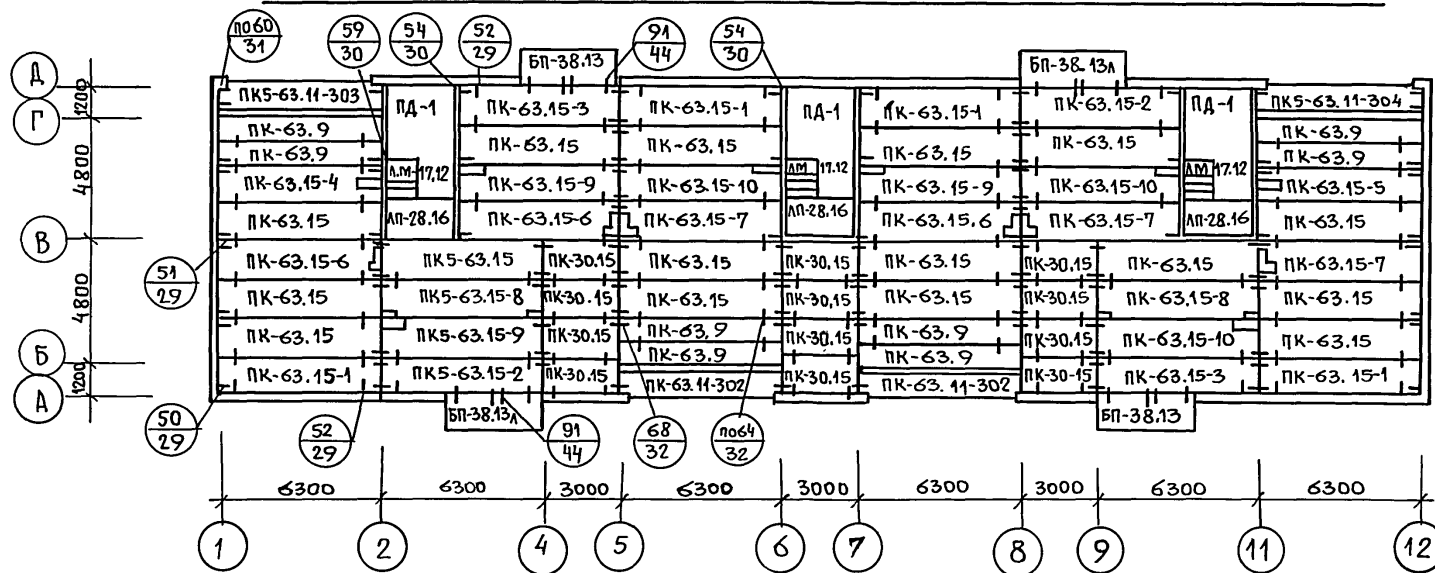 по60
31
59
30
54
30
52
29
91
44
54
30
БП-38.13
БП-38.13л
Д
1200
Г
4800
В
4800
Б
1200
А
ПК5-63.11-303
ПК-63.9
ПК-63.9
ПК-63.15-4
ПК-63.15
ПК-63.15-6
ПК-63.15
ПК-63.15
ПК-63.15-1
ПД-1
ЛМ-17.12
ЛП-28.16
ПК-63.15-3
ПК-63.15
ПК-63.15-9
ПК-63.15-6
ПК5-63.15
ПК5-63.15-8
ПК5-63.15-9
ПК5-63.15-2
ПК-30.15
ПК-30.15
ПК-30.15
ПК-30.15
ПК-63.15-1
ПК-63.15
ПК-63.15-10
ПК-63.15-7
ПК-63.15
ПК-63.15
ПК-63.9
ПК-63.9
ПК-63.11-302
ПД-1
ЛМ 17.12
ЛП-28.16
ПК-30.15
ПК-30.15
ПК-30.15
ПК-30.15
ПК-63.15-1
ПК-63.15
ПК-63.15-9
ПК-63.15.6
ПК-63.15
ПК-63.15
ПК-63.9
ПК-63.9
ПК-63.11-302
ПК-63.15-2
ПК-63.15
ПК-63.15-10
ПК-63.15-7
ПК-30.15
ПК-30.15
ПК-30.15
ПК-30-15
ПД-1
ЛМ 17.12
ЛП-28.16
ПК-63.15
ПК-63.15-8
ПК-63.15-10
ПК-63.15-3
ПК5-63.11-304
ПК-63.9
ПК-63.9
ПК-63.15-5
ПК-63.15
ПК-63.15-7
ПК-63.15
ПК-63.15
ПК-63.15-1
51
29
50
29
52
29
БП-38.13л
91
44
68
32
по64
32
БП-38.13
6300 6300 3000 6300 3000 6300 3000 6300 6300
1 2 4 5 6 7 8 9 11 12